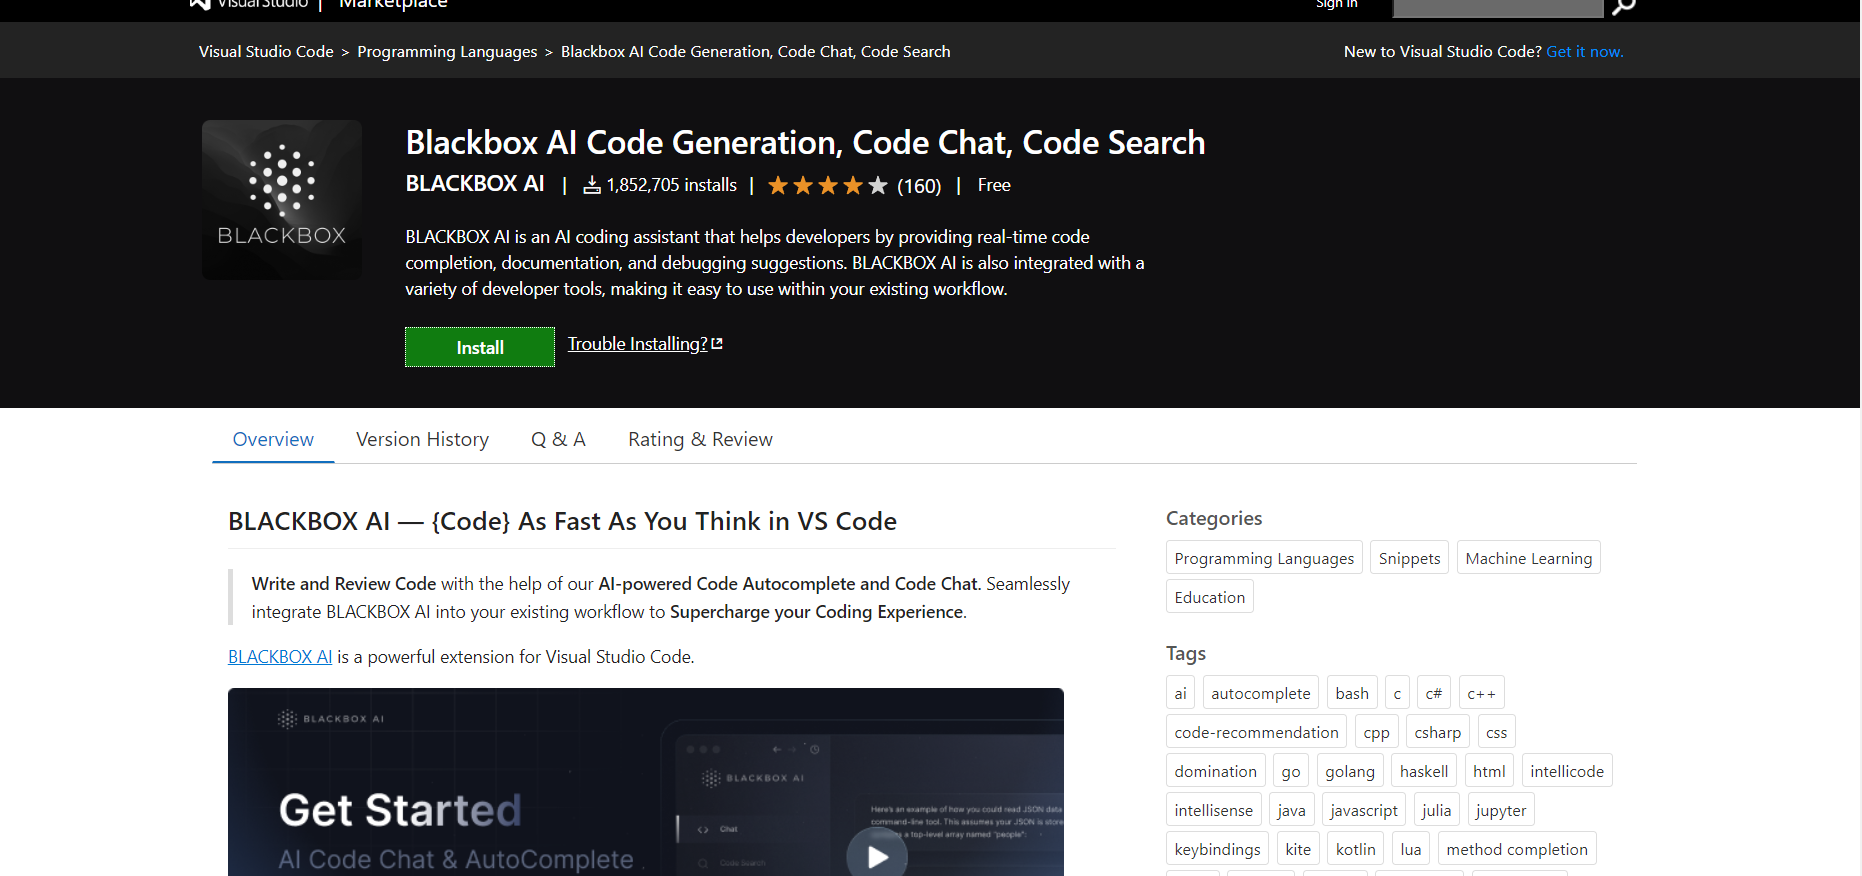 Visual Studio | Marketplace
Sign in
Visual Studio Code > Programming Languages > Blackbox AI Code Generation, Code Chat, Code Search
New to Visual Studio Code? Get it now.
BLACKBOX
Blackbox AI Code Generation, Code Chat, Code Search
BLACKBOX AI | 1,852,705 installs | (160) | Free
BLACKBOX AI is an AI coding assistant that helps developers by providing real-time code
completion, documentation, and debugging suggestions. BLACKBOX AI is also integrated with a
variety of developer tools, making it easy to use within your existing workflow.
Install
Trouble Installing?
Overview
Version History
Q & A
Rating & Review
BLACKBOX AI — {Code} As Fast As You Think in VS Code
Write and Review Code with the help of our AI-powered Code Autocomplete and Code Chat. Seamlessly
integrate BLACKBOX AI into your existing workflow to Supercharge your Coding Experience.
BLACKBOX AI is a powerful extension for Visual Studio Code.
BLACKBOX AI
Get Started
AI Code Chat & AutoComplete
BLACKBOX AI
<> Chat
Code Search
Here's an example of how you could read JSON data
command-line tool. This assumes your JSON is store
a top-level array named "people":
Categories
Programming Languages
Snippets
Machine Learning
Education
Tags
ai
autocomplete
bash
c
c#
c++
code-recommendation
cpp
csharp
css
domination
go
golang
haskell
html
intellicode
intellisense
java
javascript
julia
jupyter
keybindings
kite
kotlin
lua
method completion